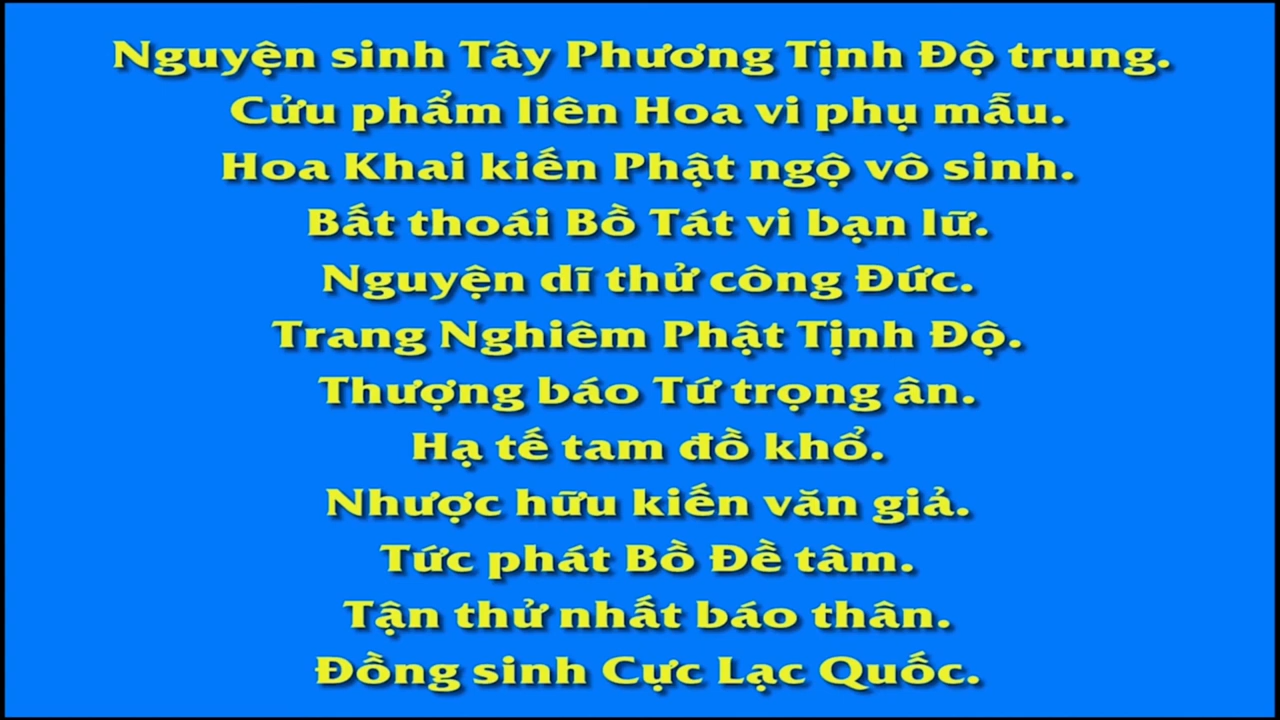 Nguyện sinh Tây Phương Tịnh Độ trung.
Cửu phẩm liên Hoa vi phụ mẫu.
Hoa Khai kiến Phật ngộ vô sinh.
Bất thoái Bồ Tát vi bạn lữ.
Nguyện dĩ thử công Đức.
Trang Nghiêm Phật Tịnh Độ.
Thượng báo Tứ trọng ân.
Hạ tế tam đồ khổ.
Nhược hữu kiến văn giả.
Tức phát Bồ Đề tâm.
Tận thử nhất báo thân.
Đồng sinh Cực Lạc Quốc.